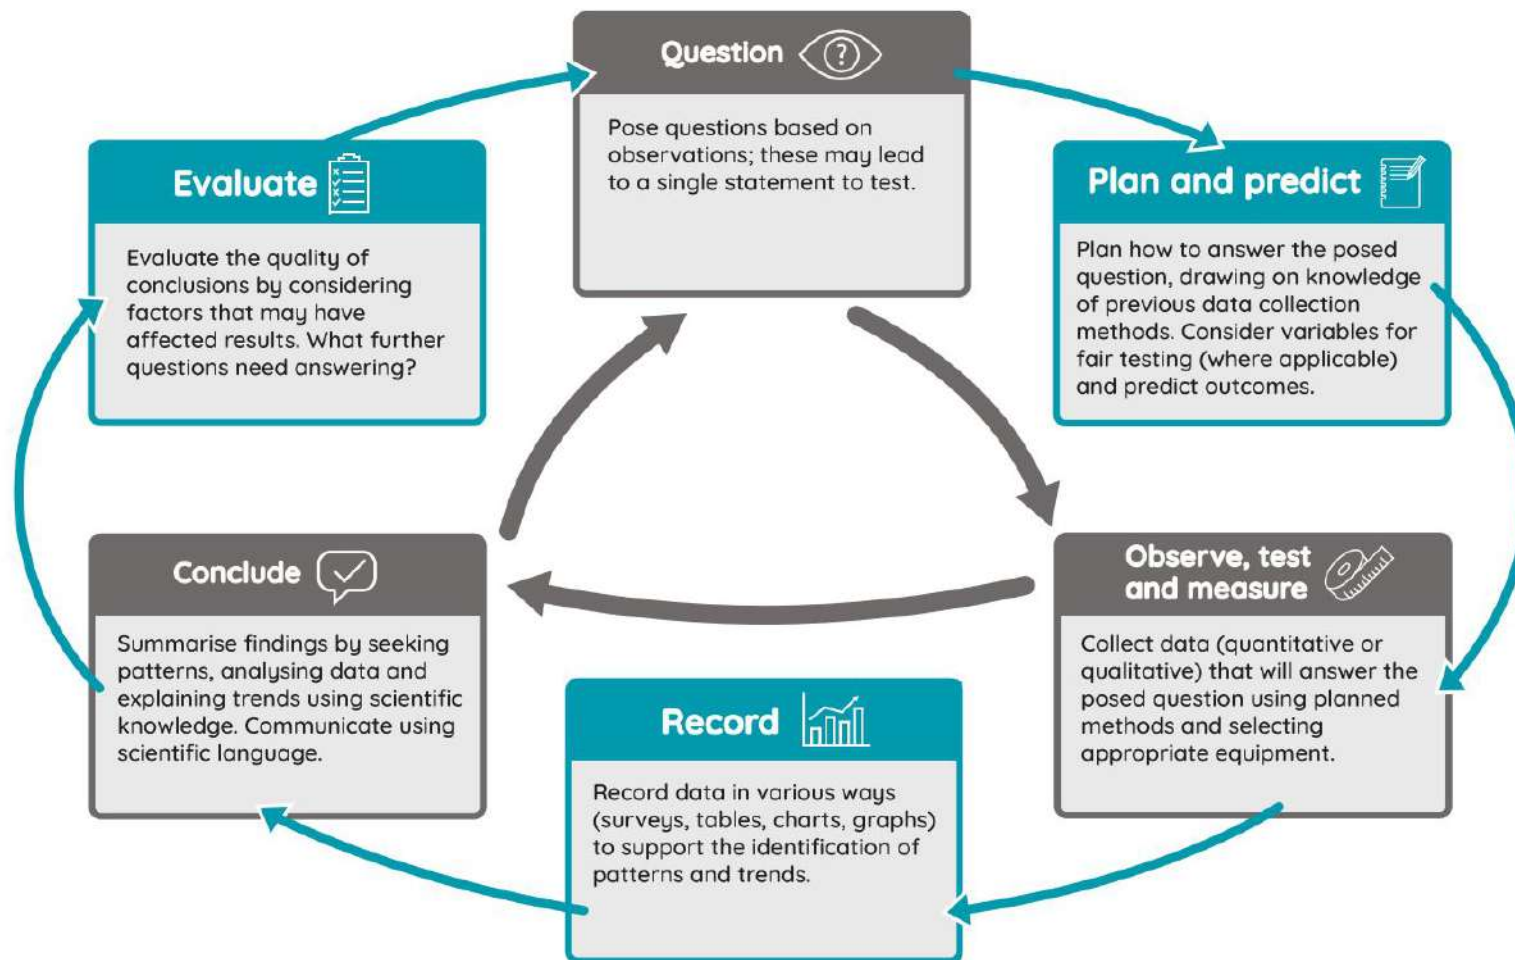 Question
?
Pose questions based on
observations; these may lead
to a single statement to test.
Plan and predict
Plan how to answer the posed
question, drawing on knowledge
of previous data collection
methods. Consider variables for
fair testing (where applicable)
and predict outcomes.
Observe, test
and measure
Collect data (quantitative or
qualitative) that will answer the
posed question using planned
methods and selecting
appropriate equipment.
Record
Record data in various ways
(surveys, tables, charts, graphs)
to support the identification of
patterns and trends.
Conclude
Summarise findings by seeking
patterns, analysing data and
explaining trends using scientific
knowledge. Communicate using
scientific language.
Evaluate
Evaluate the quality of
conclusions by considering
factors that may have
affected results. What further
questions need answering?